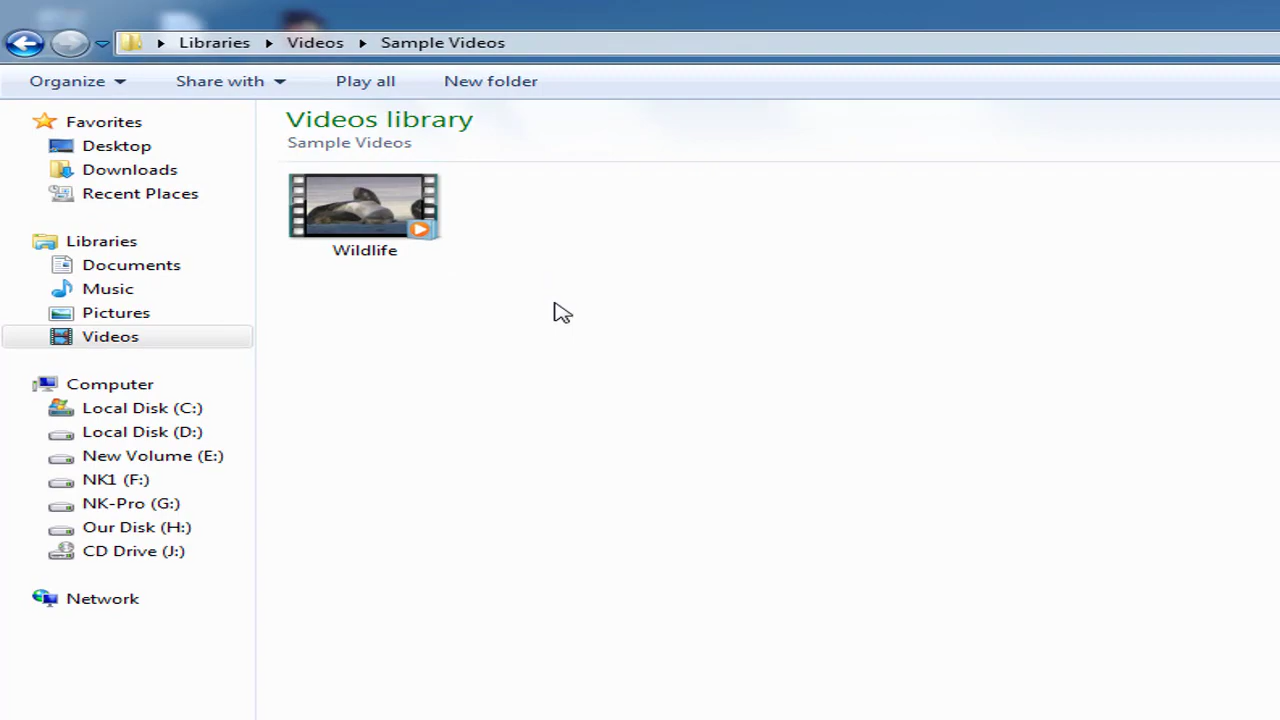 Libraries Videos Sample Videos
Organize Share with Play all New folder
Favorites
Desktop
Downloads
Recent Places
Libraries
Documents
Music
Pictures
Videos
Computer
Local Disk (C:)
Local Disk (D:)
New Volume (E:)
NK1 (F:)
NK-Pro (G:)
Our Disk (H:)
CD Drive (J:)
Network
Videos library
Sample Videos
Wildlife